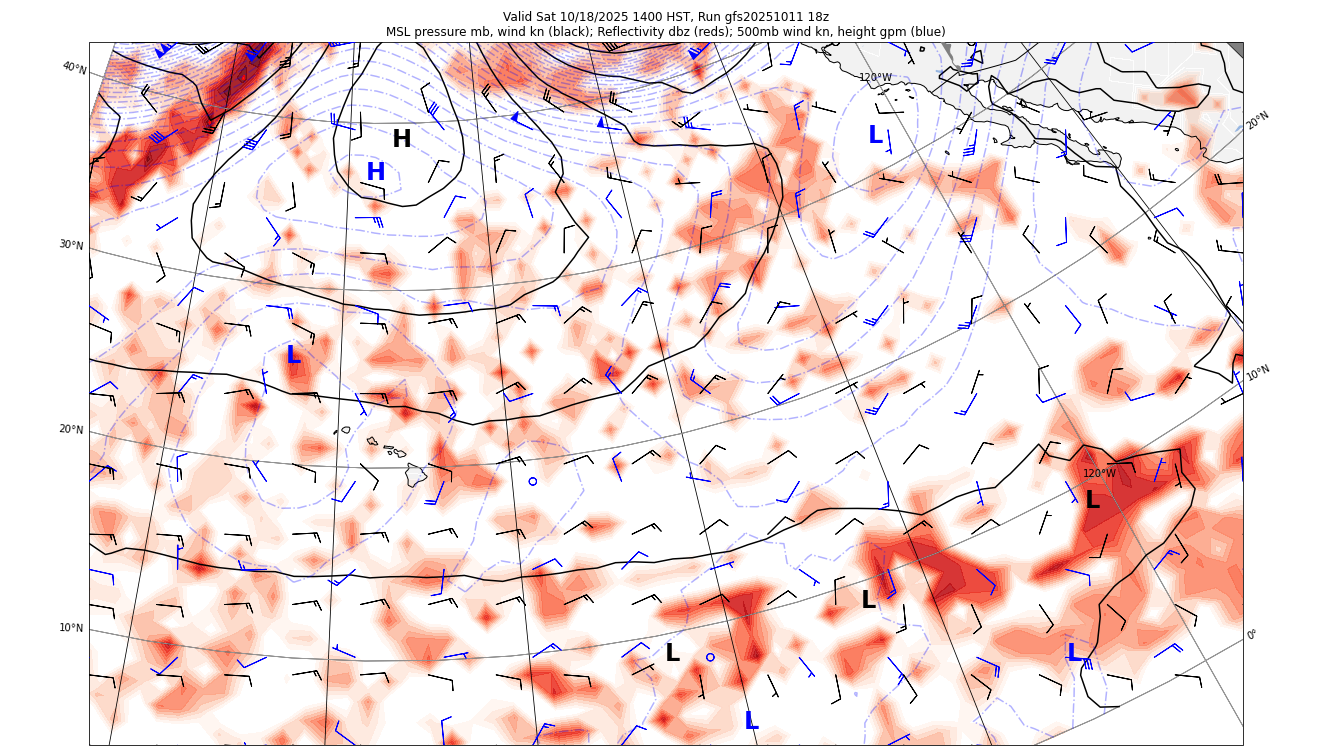 Valid Sat 10/18/2025 1400 HST, Run gfs20251011 18z
MSL pressure mb, wind kn (black); Reflectivity dbz (reds); 500mb wind kn, height gpm (blue)
40°N
120°W
20°N
L
H
H
30°N
L
10°N
20°N
120°W
L
L
10°N
0°
L
L
L